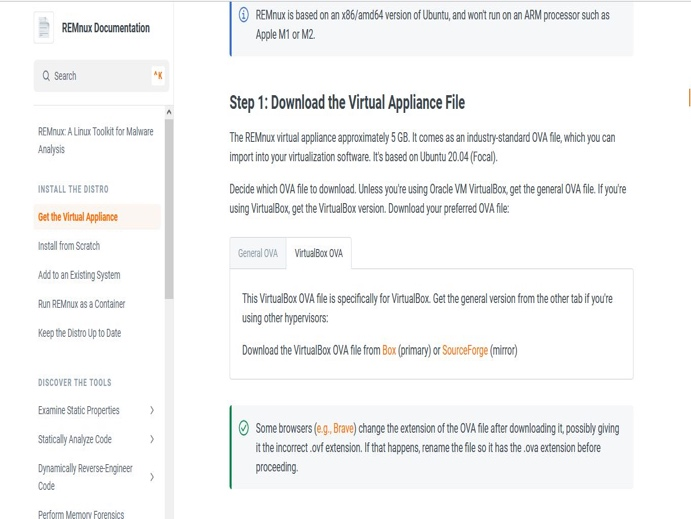 REMnux Documentation
Search
^K
REMnux: A Linux Toolkit for Malware
Analysis
INSTALL THE DISTRO
Get the Virtual Appliance
Install from Scratch
Add to an Existing System
Run REMnux as a Container
Keep the Distro Up to Date
DISCOVER THE TOOLS
Examine Static Properties
Statically Analyze Code
Dynamically Reverse-Engineer
Code
Perform Memory Forensics
REMnux is based on an x86/amd64 version of Ubuntu, and won't run on an ARM processor such as
Apple M1 or M2.
Step 1: Download the Virtual Appliance File
The REMnux virtual appliance approximately 5 GB. It comes as an industry-standard OVA file, which you can
import into your virtualization software. It's based on Ubuntu 20.04 (Focal).
Decide which OVA file to download. Unless you're using Oracle VM VirtualBox, get the general OVA file. If you're
using VirtualBox, get the VirtualBox version. Download your preferred OVA file:
General OVA
VirtualBox OVA
This VirtualBox OVA file is specifically for VirtualBox. Get the general version from the other tab if you're
using other hypervisors:
Download the VirtualBox OVA file from Box (primary) or SourceForge (mirror)
Some browsers (e.g., Brave) change the extension of the OVA file after downloading it, possibly giving
it the incorrect .ovf extension. If that happens, rename the file so it has the .ova extension before
proceeding.